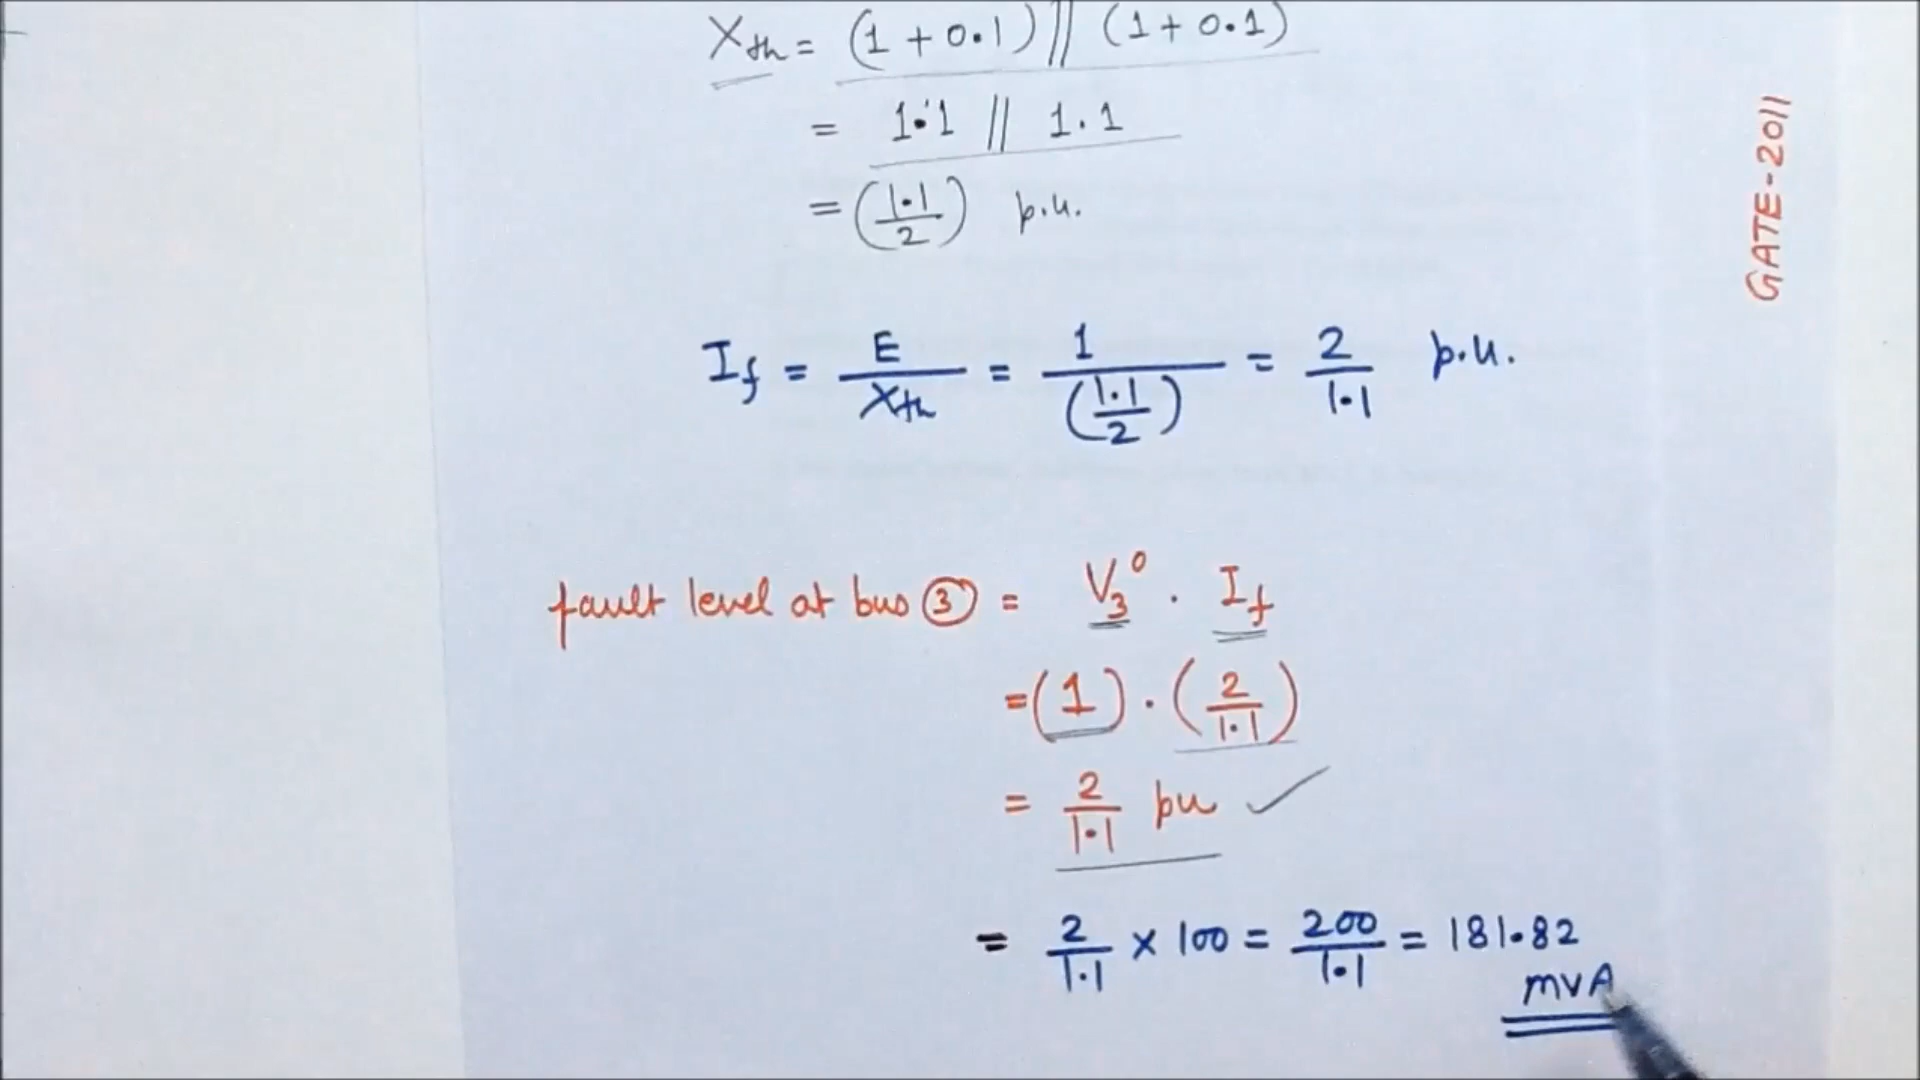 Xth = (1 + 0.1) || (1 + 0.1)
= 1.1 || 1.1
= (1.1/2) p.u.
If = E/Xth = 1/(1.1/2) = 2/1.1 p.u.
fault level at bus ③ = V₃⁰ . If
= (1) . (2/1.1)
= 2/1.1 pu ✓
= 2/1.1 x 100 = 200/1.1 = 181.82
MVA
GATE-2011